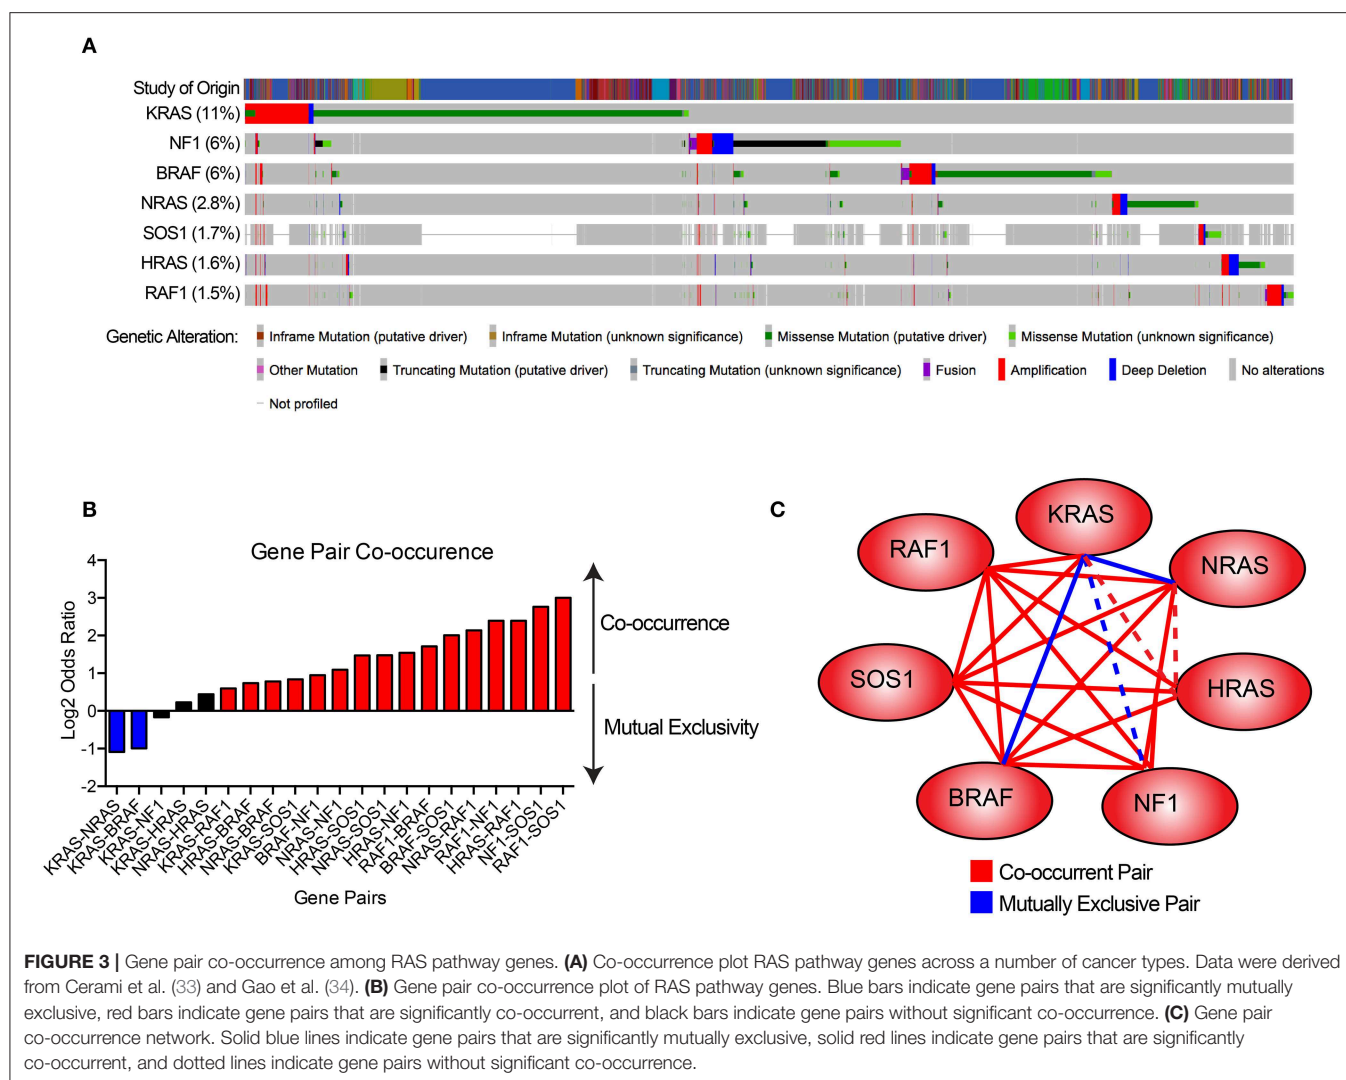 A
Study of Origin
KRAS (11%)
NF1 (6%)
BRAF (6%)
NRAS (2.8%)
SOS1 (1.7%)
HRAS (1.6%)
RAF1 (1.5%)
Genetic Alteration:
Inframe Mutation (putative driver)
Inframe Mutation (unknown significance)
Missense Mutation (putative driver)
Missense Mutation (unknown significance)
Other Mutation
Truncating Mutation (putative driver)
Truncating Mutation (unknown significance)
Fusion
Amplification
Deep Deletion
No alterations
Not profiled
B
Gene Pair Co-occurence
Log2 Odds Ratio
4
3
2
1
0
-1
-2
Co-occurrence
Mutual Exclusivity
KRAS-NRAS
KRAS-BRAF
KRAS-NF1
KRAS-HRAS
NRAS-HRAS
KRAS-RAF1
HRAS-BRAF
NRAS-BRAF
KRAS-SOS1
BRAF-NF1
NRAS-NF1
HRAS-SOS1
NRAS-SOS1
HRAS-NF1
RAF1-BRAF
BRAF-SOS1
NRAS-RAF1
RAF1-NF1
HRAS-RAF1
NF1-SOS1
RAF1-SOS1
Gene Pairs
C
KRAS
RAF1
NRAS
SOS1
HRAS
BRAF
NF1
Co-occurrent Pair
Mutually Exclusive Pair
FIGURE 3 | Gene pair co-occurrence among RAS pathway genes. (A) Co-occurrence plot RAS pathway genes across a number of cancer types. Data were derived
from Cerami et al. (33) and Gao et al. (34). (B) Gene pair co-occurrence plot of RAS pathway genes. Blue bars indicate gene pairs that are significantly mutually
exclusive, red bars indicate gene pairs that are significantly co-occurrent, and black bars indicate gene pairs without significant co-occurrence. (C) Gene pair
co-occurrence network. Solid blue lines indicate gene pairs that are significantly mutually exclusive, solid red lines indicate gene pairs that are significantly
co-occurrent, and dotted lines indicate gene pairs without significant co-occurrence.